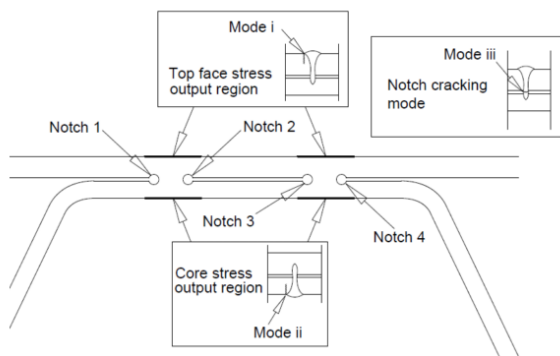 Mode i
Top face stress
output region
Mode iii
Notch cracking
mode
Notch 1
Notch 2
Notch 3
Notch 4
Core stress
output region
Mode ii